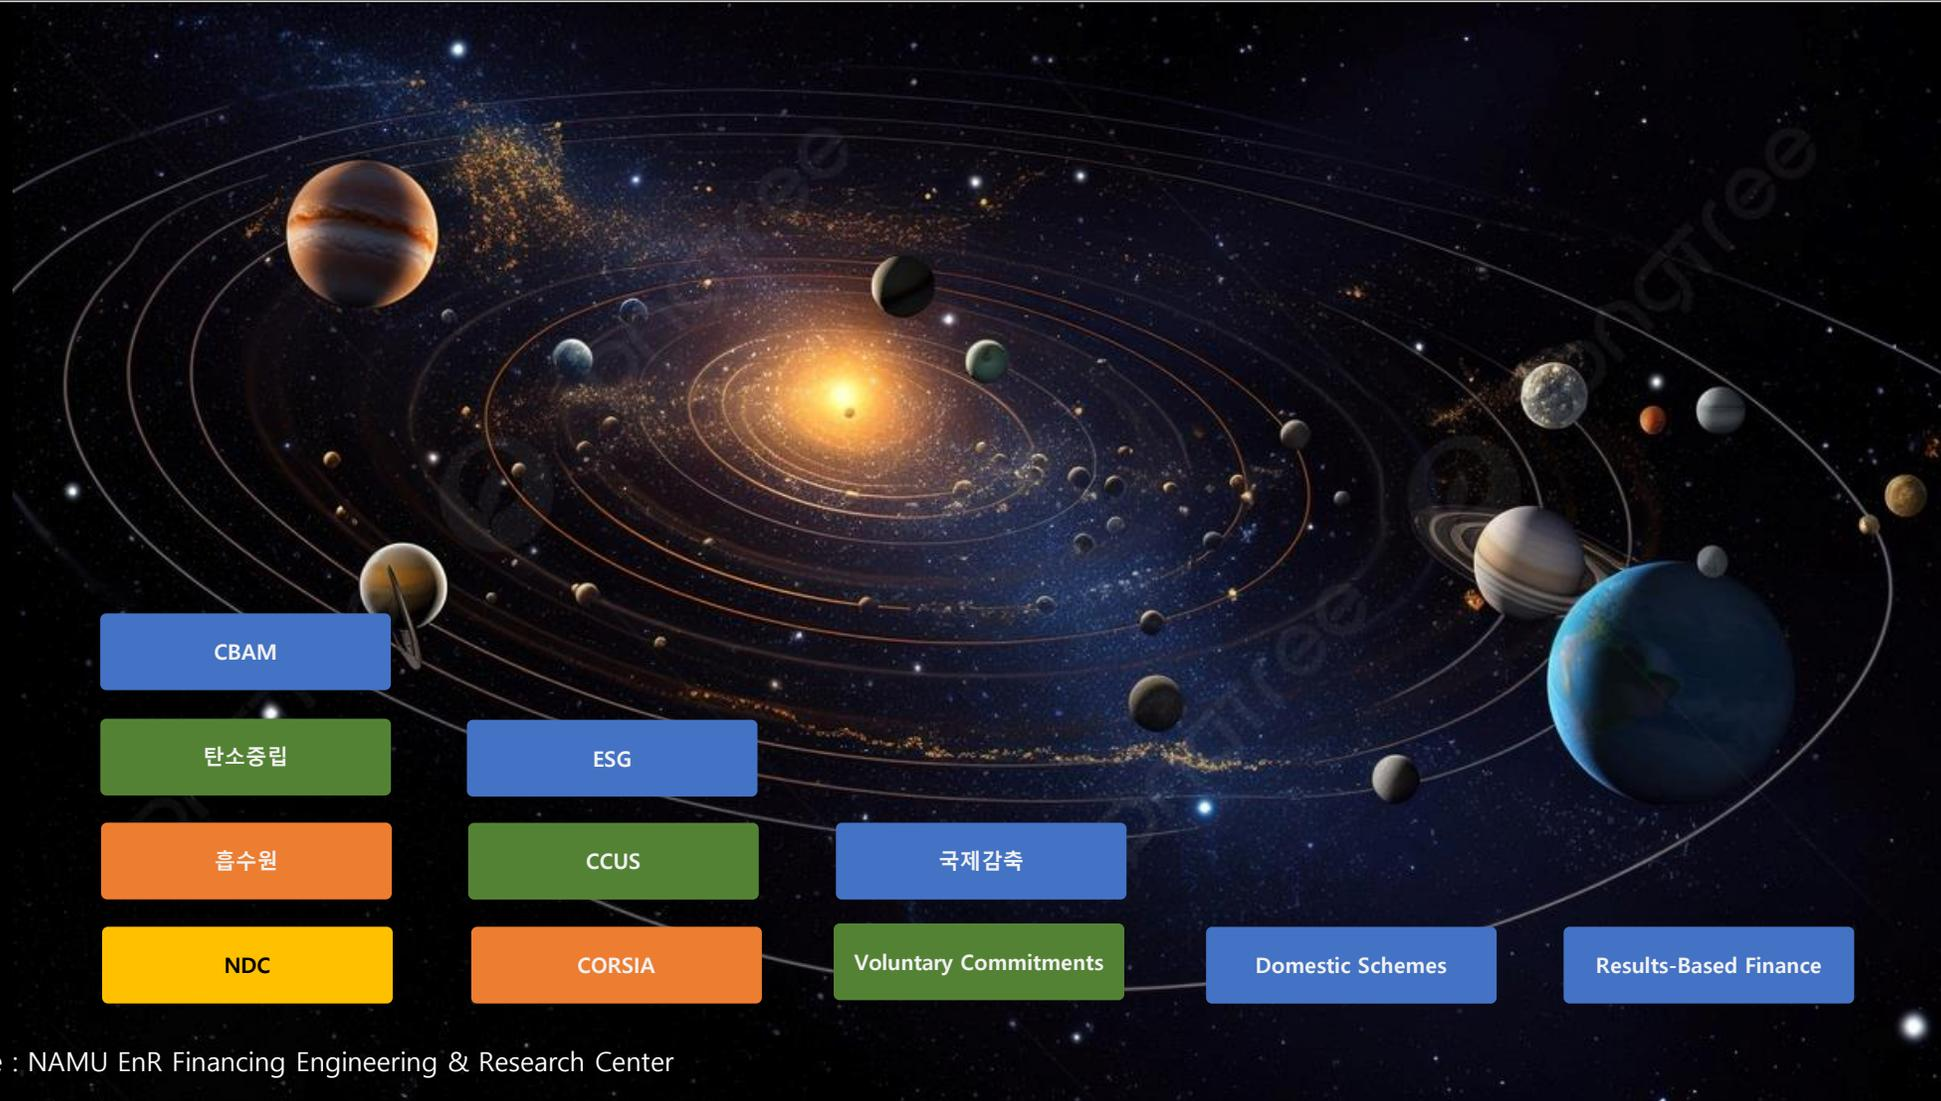 CBAM
탄소중립
ESG
흡수원
CCUS
국제감축
NDC
CORSIA
Voluntary Commitments
Domestic Schemes
Results-Based Finance
: NAMU EnR Financing Engineering & Research Center